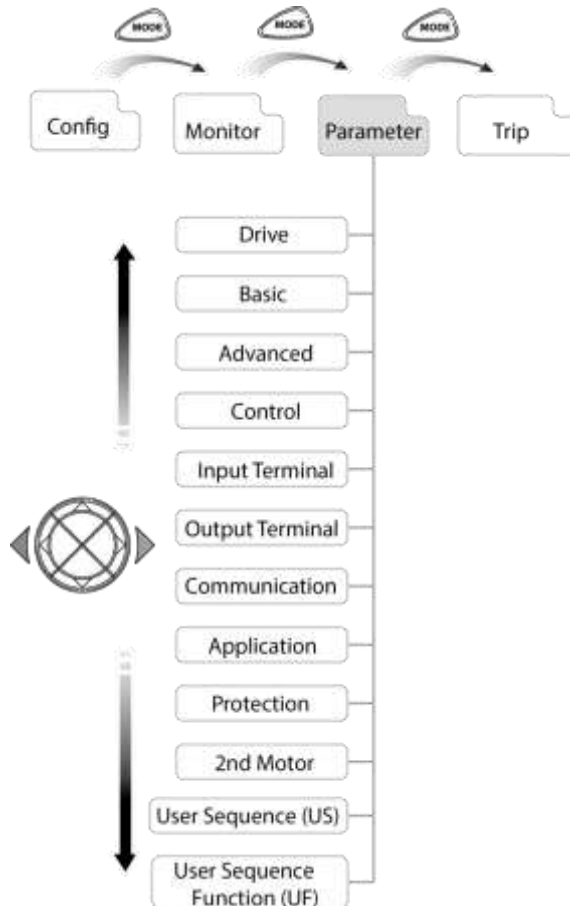 MODE
MODE
MODE
Config
Monitor
Parameter
Trip
Drive
Basic
Advanced
Control
Input Terminal
Output Terminal
Communication
Application
Protection
2nd Motor
User Sequence (US)
User Sequence
Function (UF)